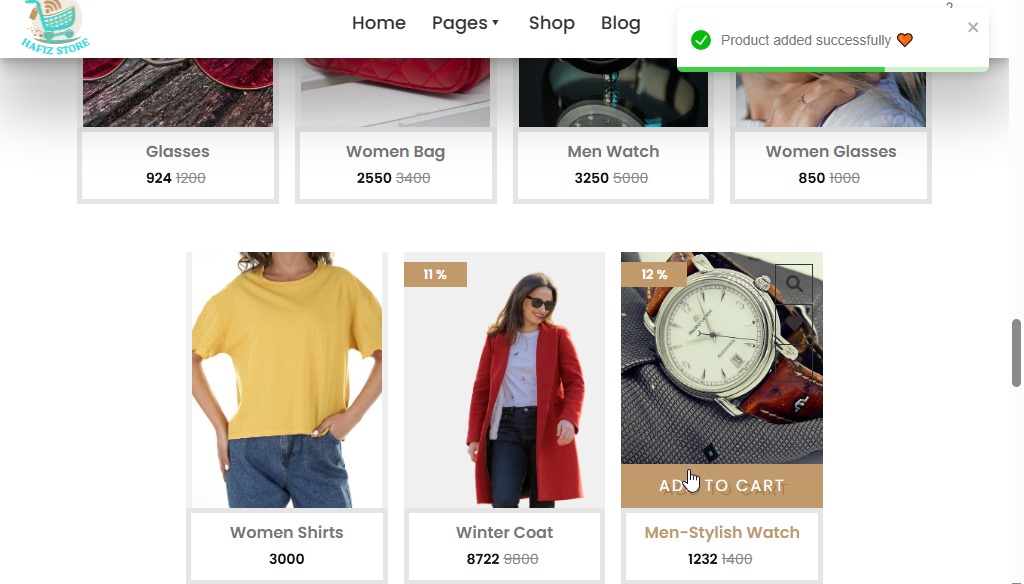 HAFIZ STORE
Home Pages ▾ Shop Blog
Product added successfully 🧡
×
Glasses
924 1200
Women Bag
2550 3400
Men Watch
3250 5000
Women Glasses
850 1000
11 %
12 %
ADD TO CART
Women Shirts
3000
Winter Coat
8722 9800
Men-Stylish Watch
1232 1400